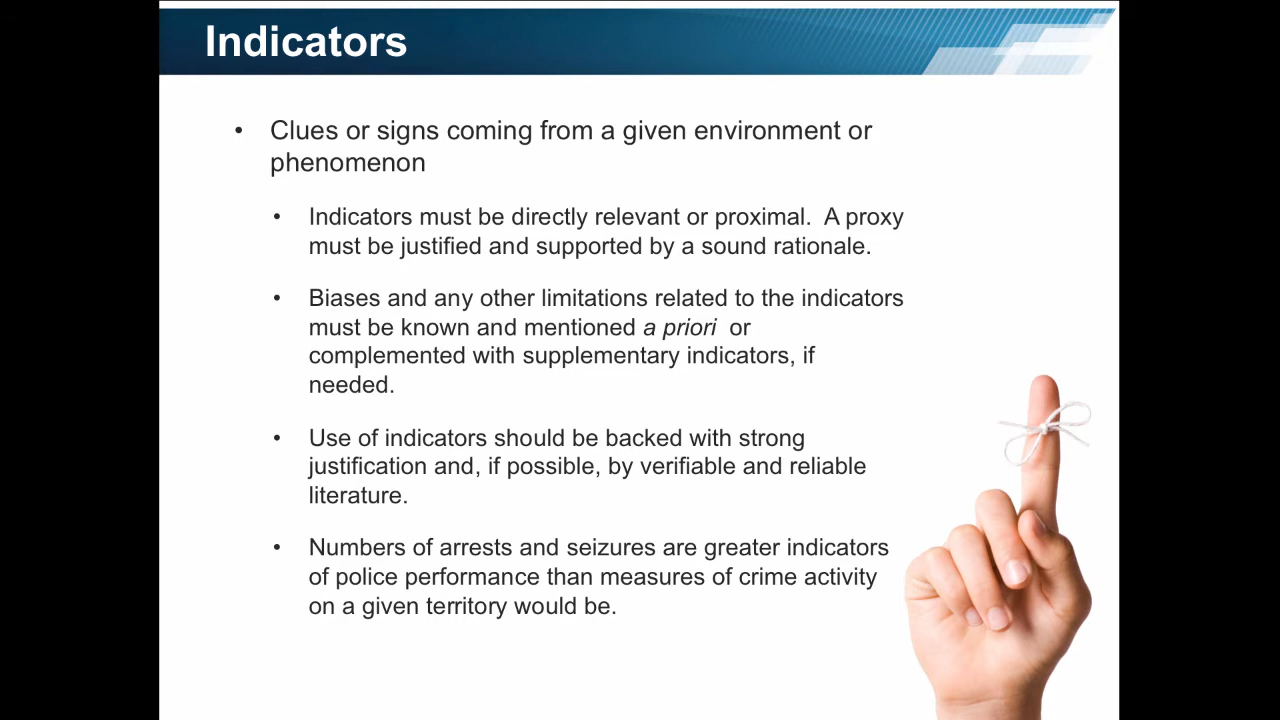 Indicators
• Clues or signs coming from a given environment or
phenomenon
• Indicators must be directly relevant or proximal.  A proxy
must be justified and supported by a sound rationale.
• Biases and any other limitations related to the indicators
must be known and mentioned a priori  or
complemented with supplementary indicators, if
needed.
• Use of indicators should be backed with strong
justification and, if possible, by verifiable and reliable
literature.
• Numbers of arrests and seizures are greater indicators
of police performance than measures of crime activity
on a given territory would be.